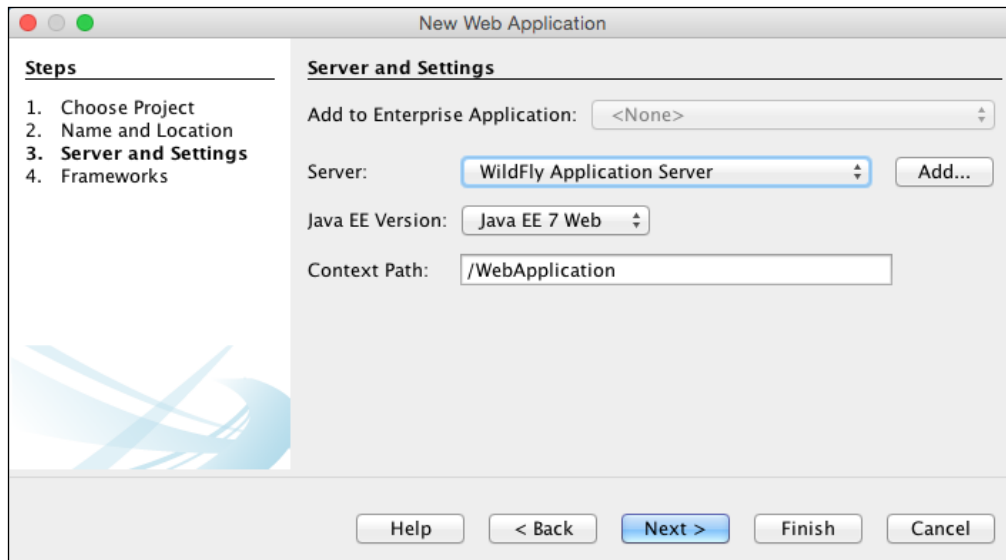 New Web Application
Steps
1. Choose Project
2. Name and Location
3. Server and Settings
4. Frameworks
Server and Settings
Add to Enterprise Application: <None>
Server: WildFly Application Server Add...
Java EE Version: Java EE 7 Web
Context Path: /WebApplication
Help < Back Next > Finish Cancel